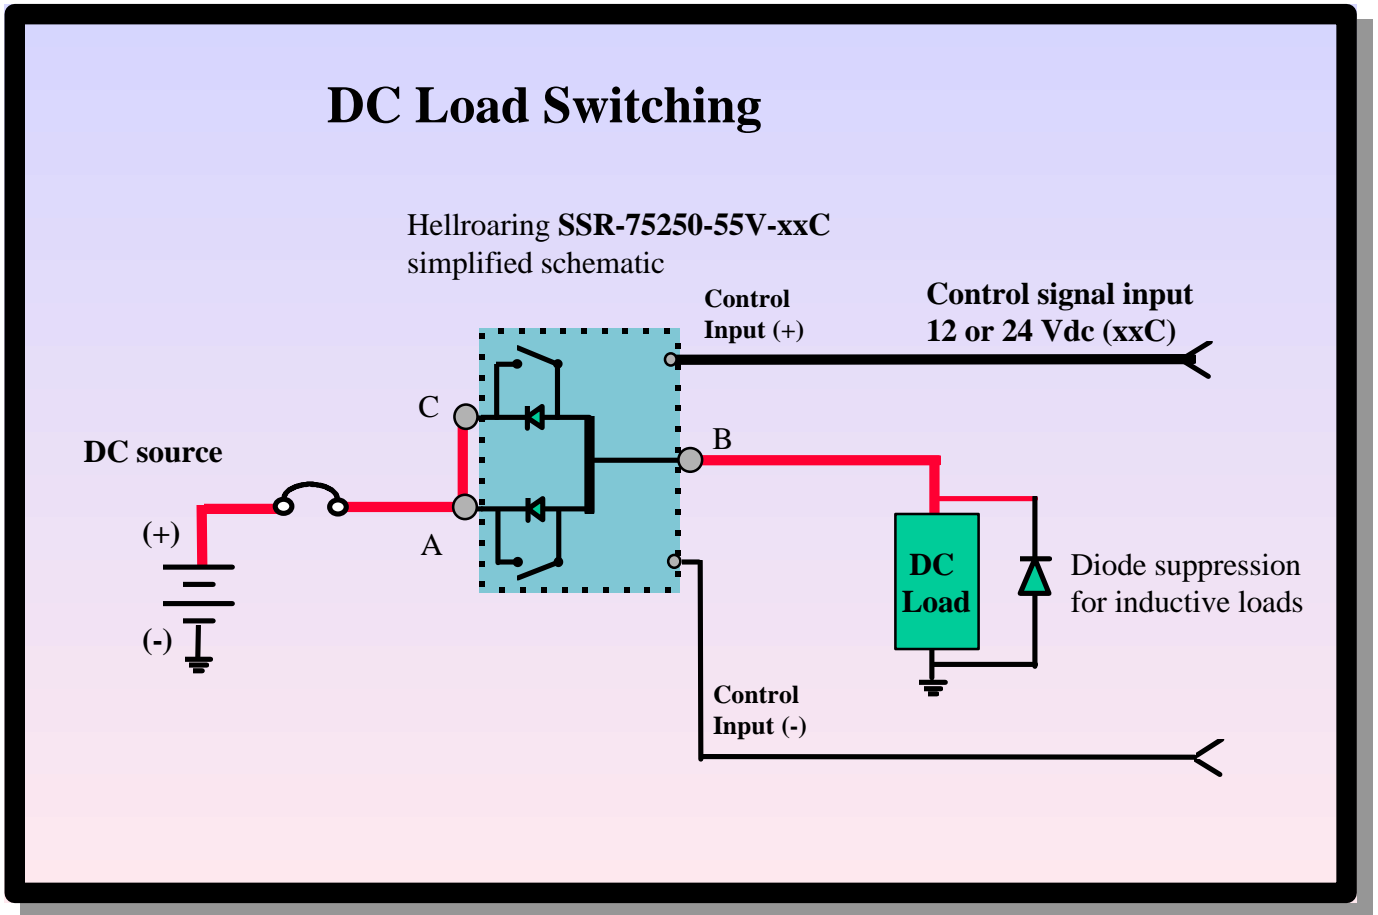 DC Load Switching
Hellroaring SSR-75250-55V-xxC
simplified schematic
Control
Input (+)
Control signal input
12 or 24 Vdc (xxC)
C
B
DC source
(+)
A
(-)
DC
Load
Diode suppression
for inductive loads
Control
Input (-)